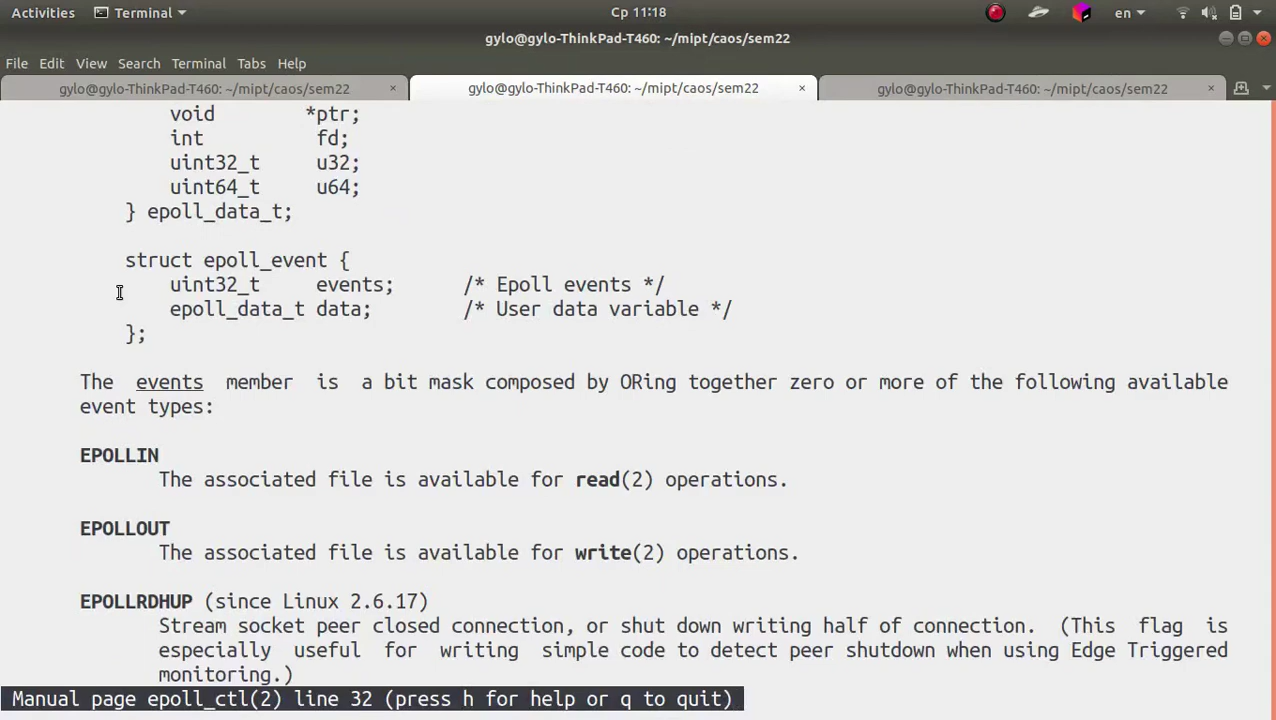 Activities Terminal Ср 11:18 en
gylo@gylo-ThinkPad-T460: ~/mipt/caos/sem22
File Edit View Search Terminal Tabs Help
gylo@gylo-ThinkPad-T460: ~/mipt/caos/sem22 × gylo@gylo-ThinkPad-T460: ~/mipt/caos/sem22 × gylo@gylo-ThinkPad-T460: ~/mipt/caos/sem22 ×
void *ptr;
int fd;
uint32_t u32;
uint64_t u64;
} epoll_data_t;
struct epoll_event {
uint32_t events; /* Epoll events */
epoll_data_t data; /* User data variable */
};
The events member is a bit mask composed by ORing together zero or more of the following available
event types:
EPOLLIN
The associated file is available for read(2) operations.
EPOLLOUT
The associated file is available for write(2) operations.
EPOLLRDHUP (since Linux 2.6.17)
Stream socket peer closed connection, or shut down writing half of connection. (This flag is
especially useful for writing simple code to detect peer shutdown when using Edge Triggered
monitoring.)
Manual page epoll_ctl(2) line 32 (press h for help or q to quit)